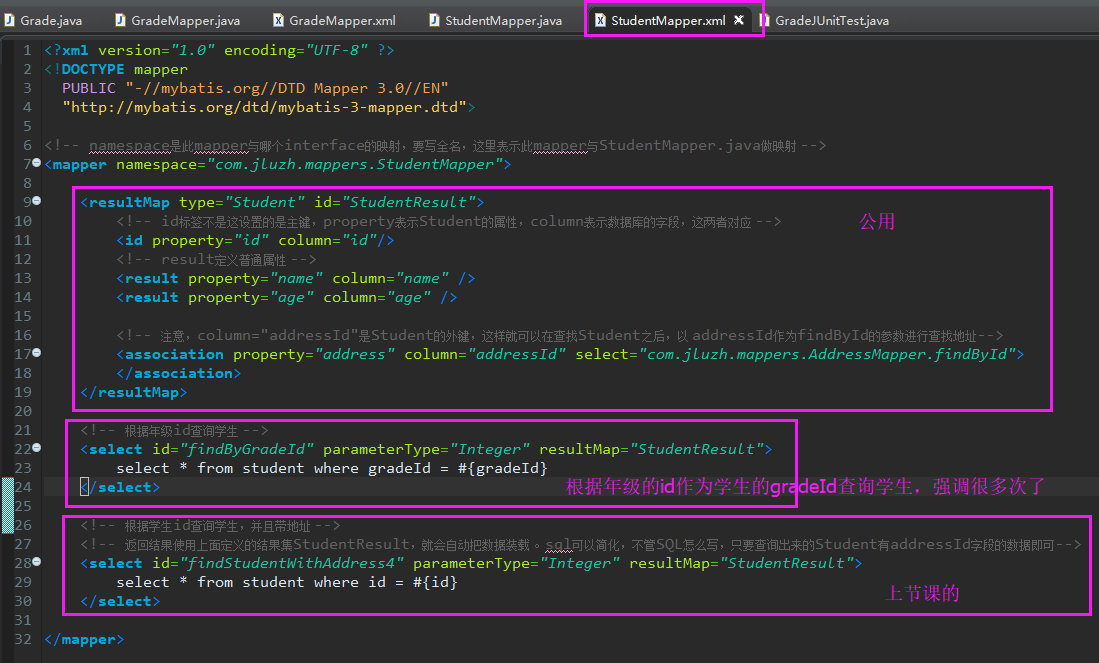 Grade.java GradeMapper.java GradeMapper.xml StudentMapper.java StudentMapper.xml GradeJUnitTest.java
1 <?xml version="1.0" encoding="UTF-8" ?>
2 <!DOCTYPE mapper
3 PUBLIC "-//mybatis.org//DTD Mapper 3.0//EN"
4 "http://mybatis.org/dtd/mybatis-3-mapper.dtd">
5
6 <!-- namespace是此mapper与哪个interface的映射，要写全名，这里表示此mapper与StudentMapper.java做映射 -->
7 <mapper namespace="com.jluzh.mappers.StudentMapper">
8
9 <resultMap type="Student" id="StudentResult">
10 <!-- id标签不是这设置的是主键，property表示Student的属性，column表示数据库的字段，这两者对应 -->
公用
11 <id property="id" column="id"/>
12 <!-- result定义普通属性 -->
13 <result property="name" column="name" />
14 <result property="age" column="age" />
15
16 <!-- 注意，column="addressId"是Student的外键，这样就可以在查找Student之后，以 addressId作为findById的参数进行查找地址-->
17 <association property="address" column="addressId" select="com.jluzh.mappers.AddressMapper.findById">
18 </association>
19 </resultMap>
20
21 <!-- 根据年级id查询学生 -->
22 <select id="findByGradeId" parameterType="Integer" resultMap="StudentResult">
23 select * from student where gradeId = #{gradeId}
24 </select>
根据年级的id作为学生的gradeId查询学生，强调很多次了
25
26 <!-- 根据学生id查询学生，并且带地址 -->
27 <!-- 返回结果使用上面定义的结果集StudentResult，就会自动把数据装载。sql可以简化，不管SQL怎么写，只要查询出来的Student有addressId字段的数据即可-->
28 <select id="findStudentWithAddress4" parameterType="Integer" resultMap="StudentResult">
29 select * from student where id = #{id}
30 </select>
上节课的
31
32 </mapper>